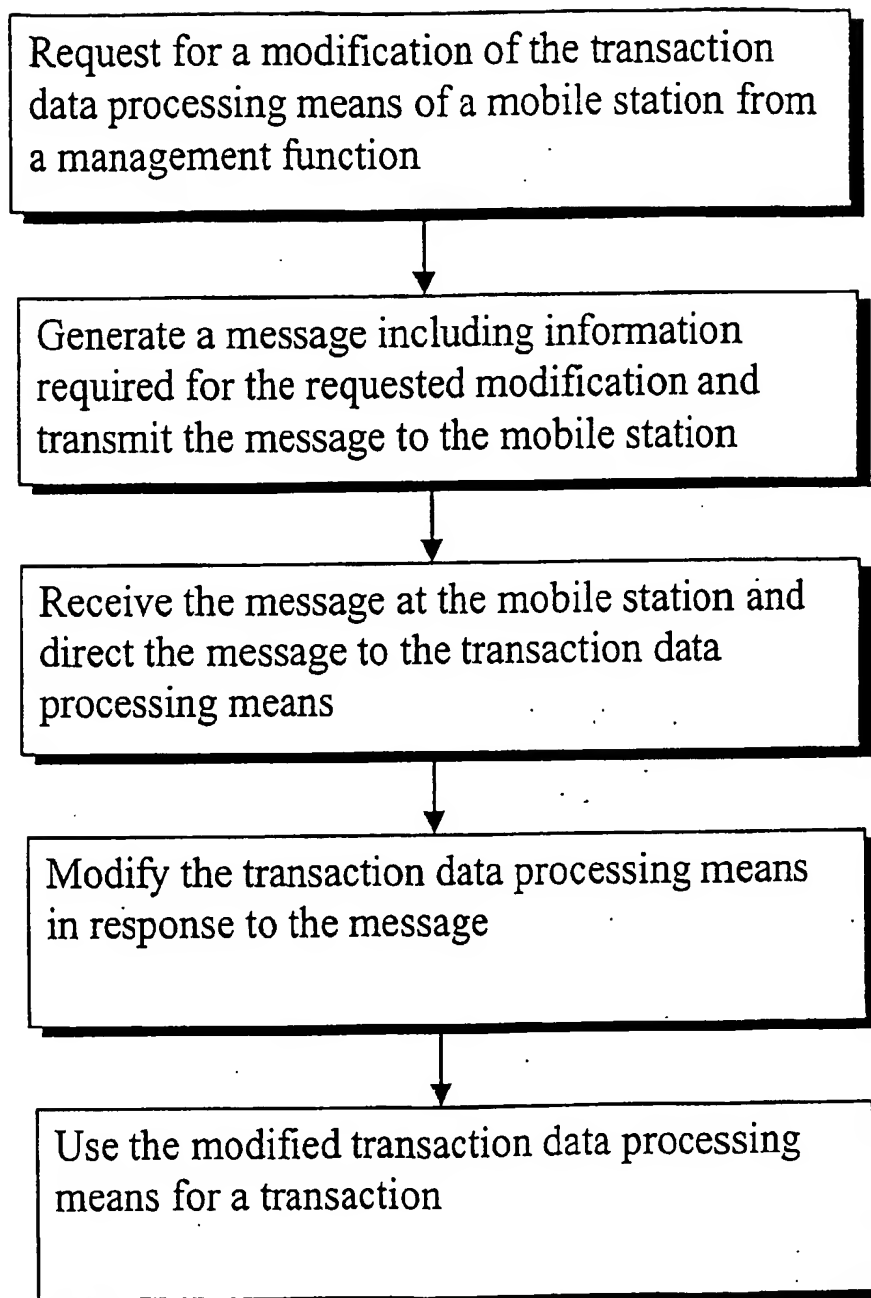 Request for a modification of the transaction
data processing means of a mobile station from
a management function
Generate a message including information
required for the requested modification and
transmit the message to the mobile station
Receive the message at the mobile station and
direct the message to the transaction data
processing means
Modify the transaction data processing means
in response to the message
Use the modified transaction data processing
means for a transaction